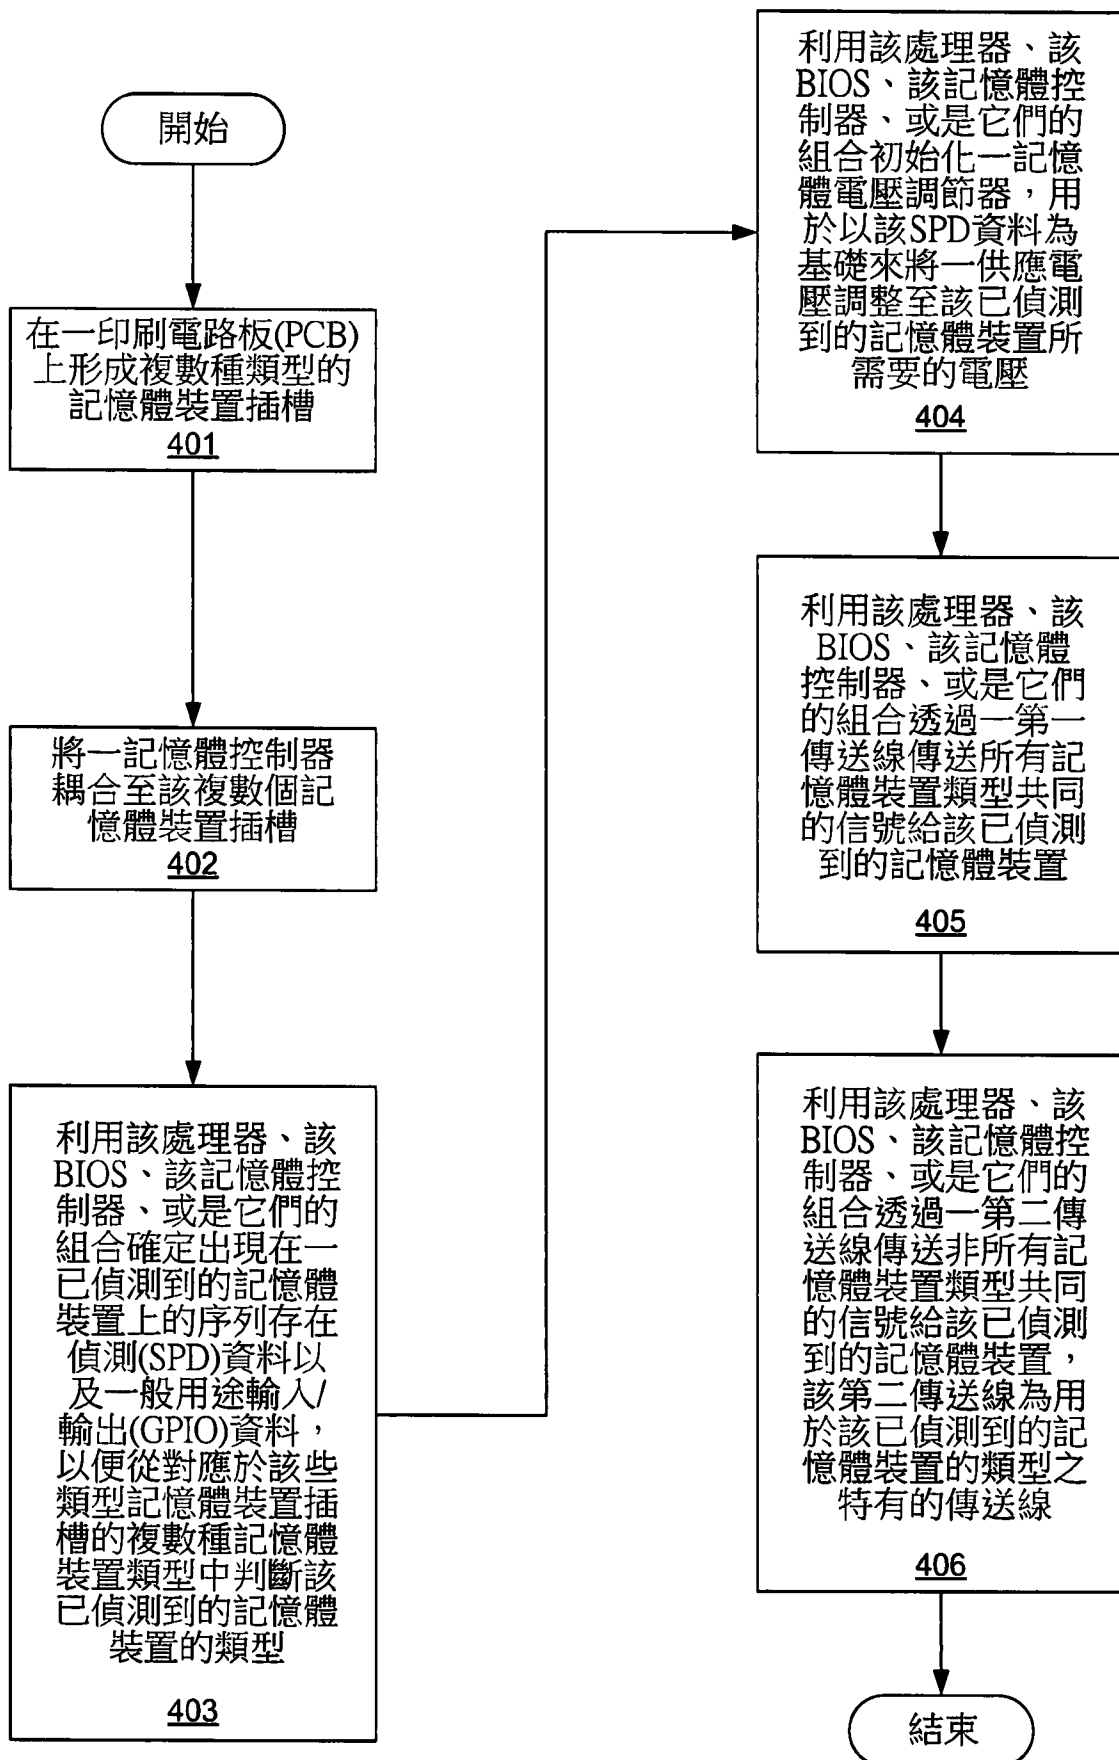 開始
在一印刷電路板(PCB)
上形成複數種類型的
記憶體裝置插槽
401
將一記憶體控制器
耦合至該複數個記
憶體裝置插槽
402
利用該處理器、該
BIOS、該記憶體控
制器、或是它們的
組合確定出現在一
已偵測到的記憶體
裝置上的序列存在
偵測(SPD)資料以
及一般用途輸入/
輸出(GPIO)資料，
以便從對應於該些
類型記憶體裝置插
槽的複數種記憶體
裝置類型中判斷該
已偵測到的記憶體
裝置的類型
403
利用該處理器、該
BIOS、該記憶體控
制器、或是它們的
組合初始化一記憶
體電壓調節器，用
於以該SPD資料為
基礎來將一供應電
壓調整至該已偵測
到的記憶體裝置所
需要的電壓
404
利用該處理器、該
BIOS、該記憶體
控制器、或是它們
的組合透過一第一
傳送線傳送所有記
憶體裝置類型共同
的信號給該已偵測
到的記憶體裝置
405
利用該處理器、該
BIOS、該記憶體控
制器、或是它們的
組合透過一第二傳
送線傳送非所有記
憶體裝置類型共同
的信號給該已偵測
到的記憶體裝置，
該第二傳送線為用
於該已偵測到的記
憶體裝置的類型之
特有的傳送線
406
結束